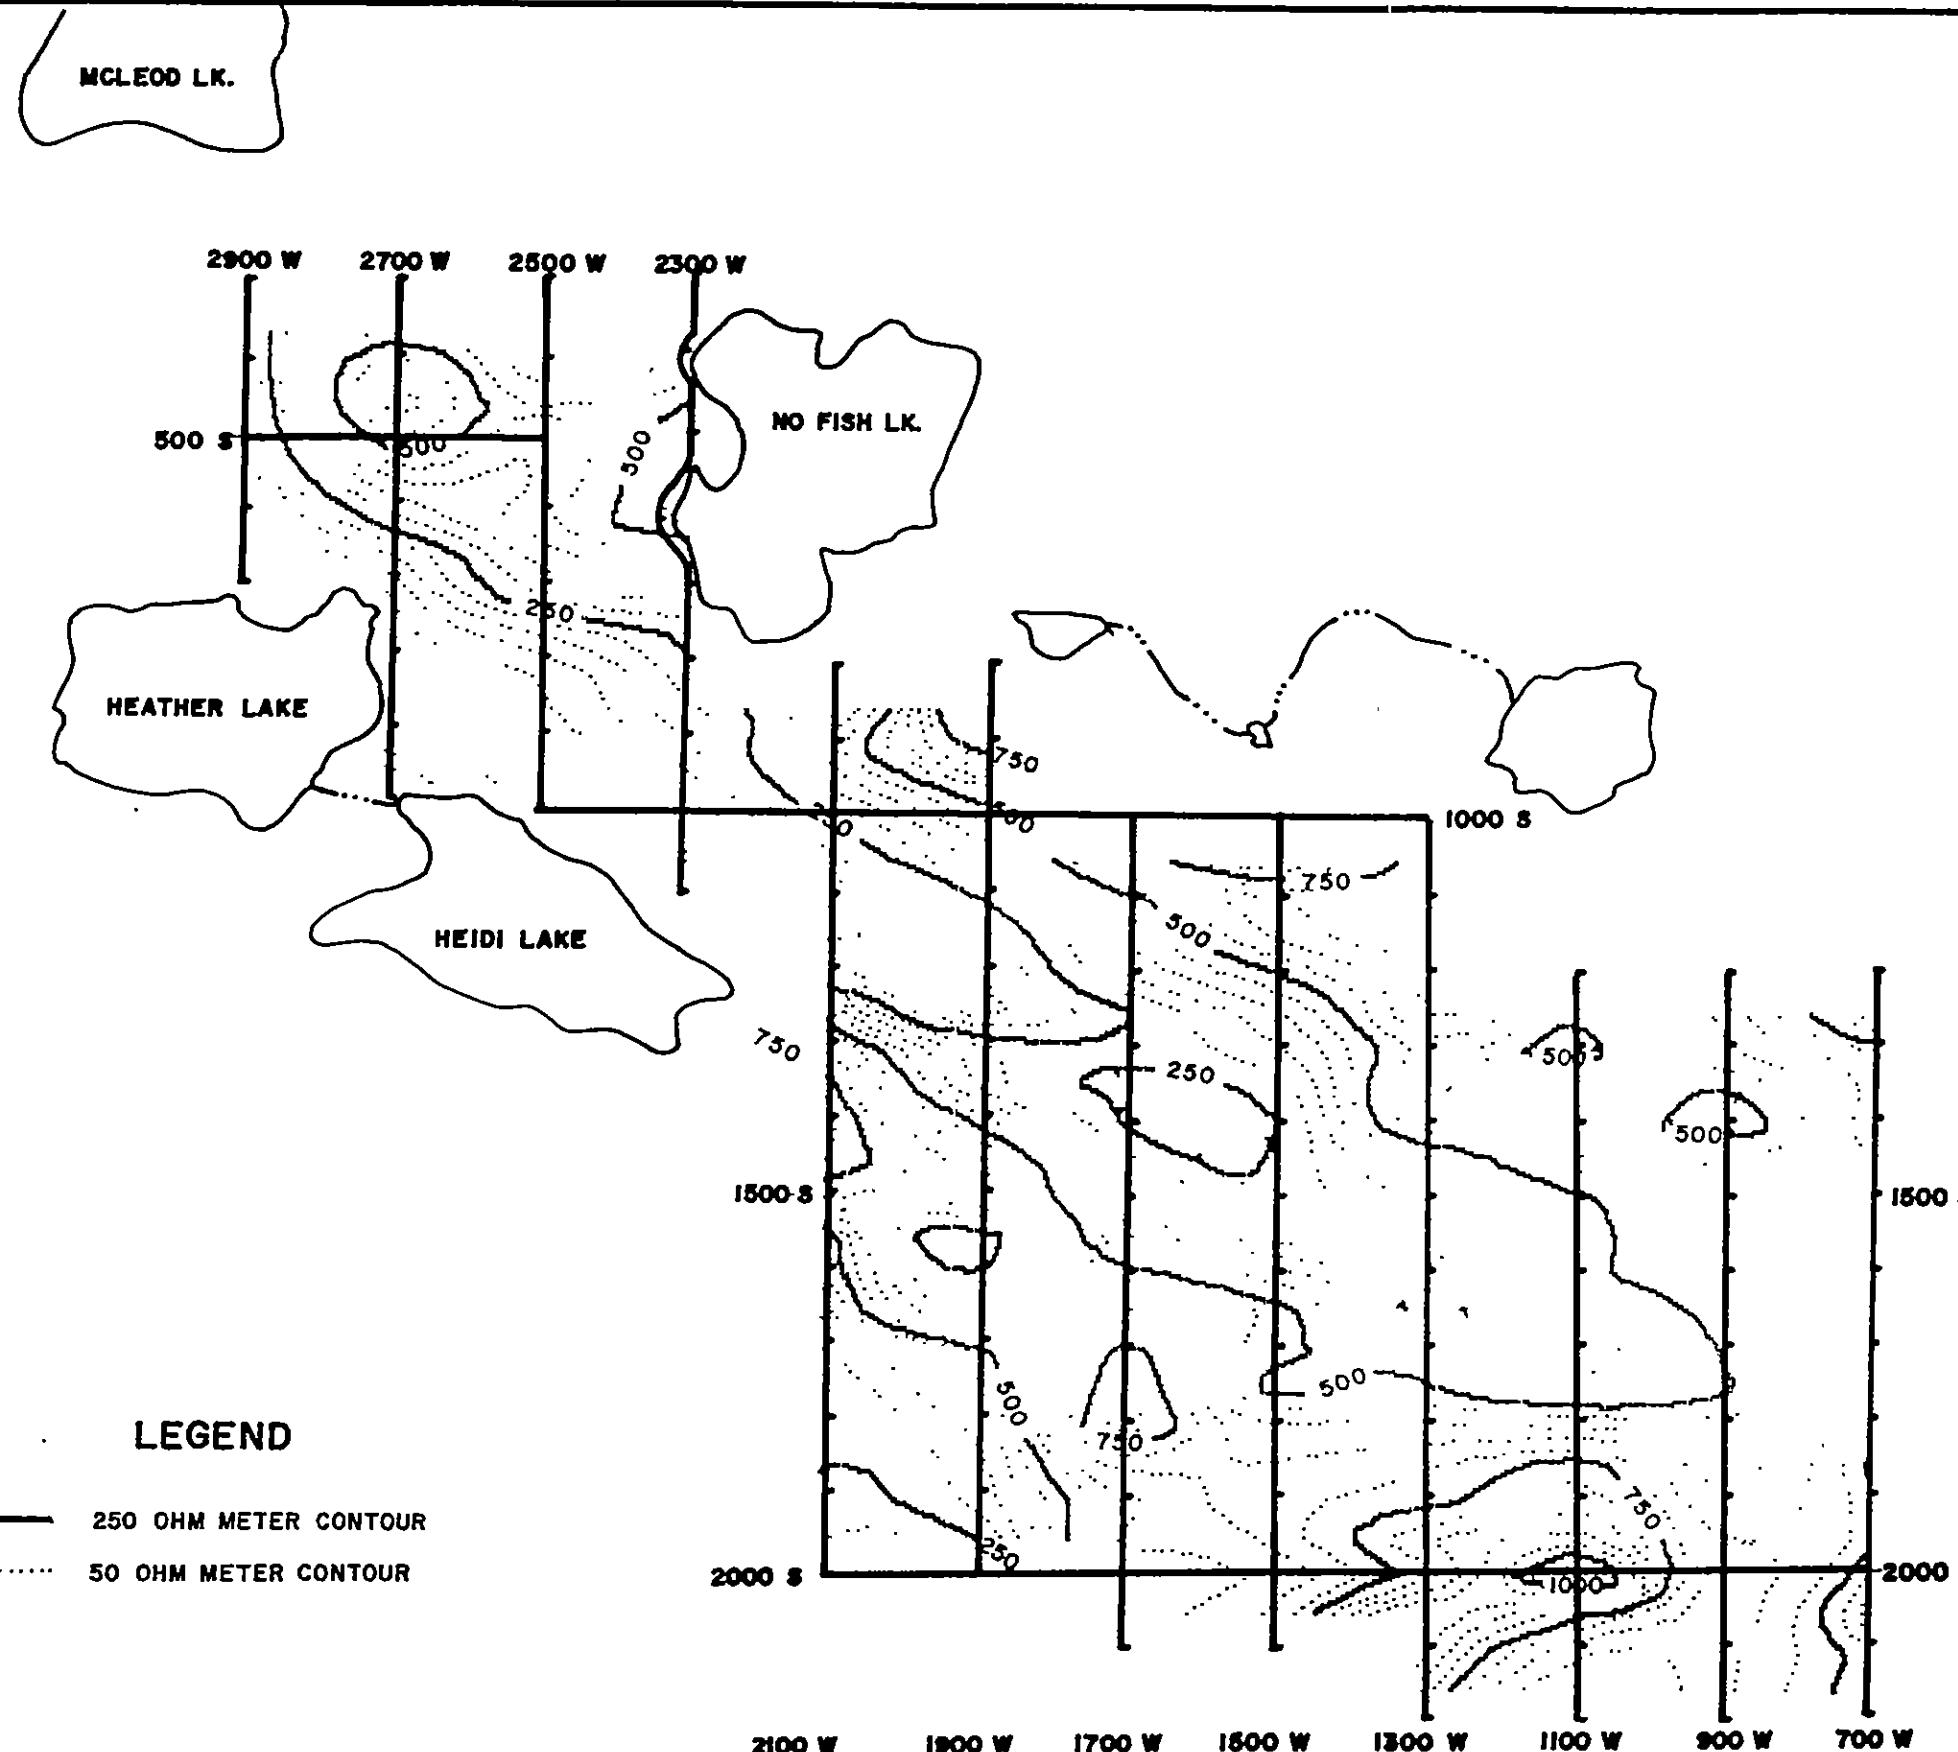 MCLEOD LK.
2900 W
2700 W
2500 W
2300 W
NO FISH LK.
500 S
500
500
250
HEATHER LAKE
750
500
1000 S
750
HEIDI LAKE
500
750
500
250
500
1500 S
1500
500
500
750
LEGEND
750
250 OHM METER CONTOUR
250
50 OHM METER CONTOUR
2000 S
1000
2000
2100 W
1900 W
1700 W
1500 W
1300 W
1100 W
900 W
700 W